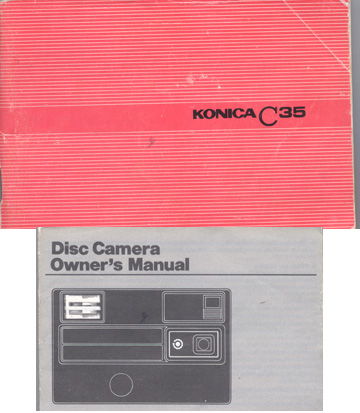 KONICA C35
Disc Camera
Owner's Manual